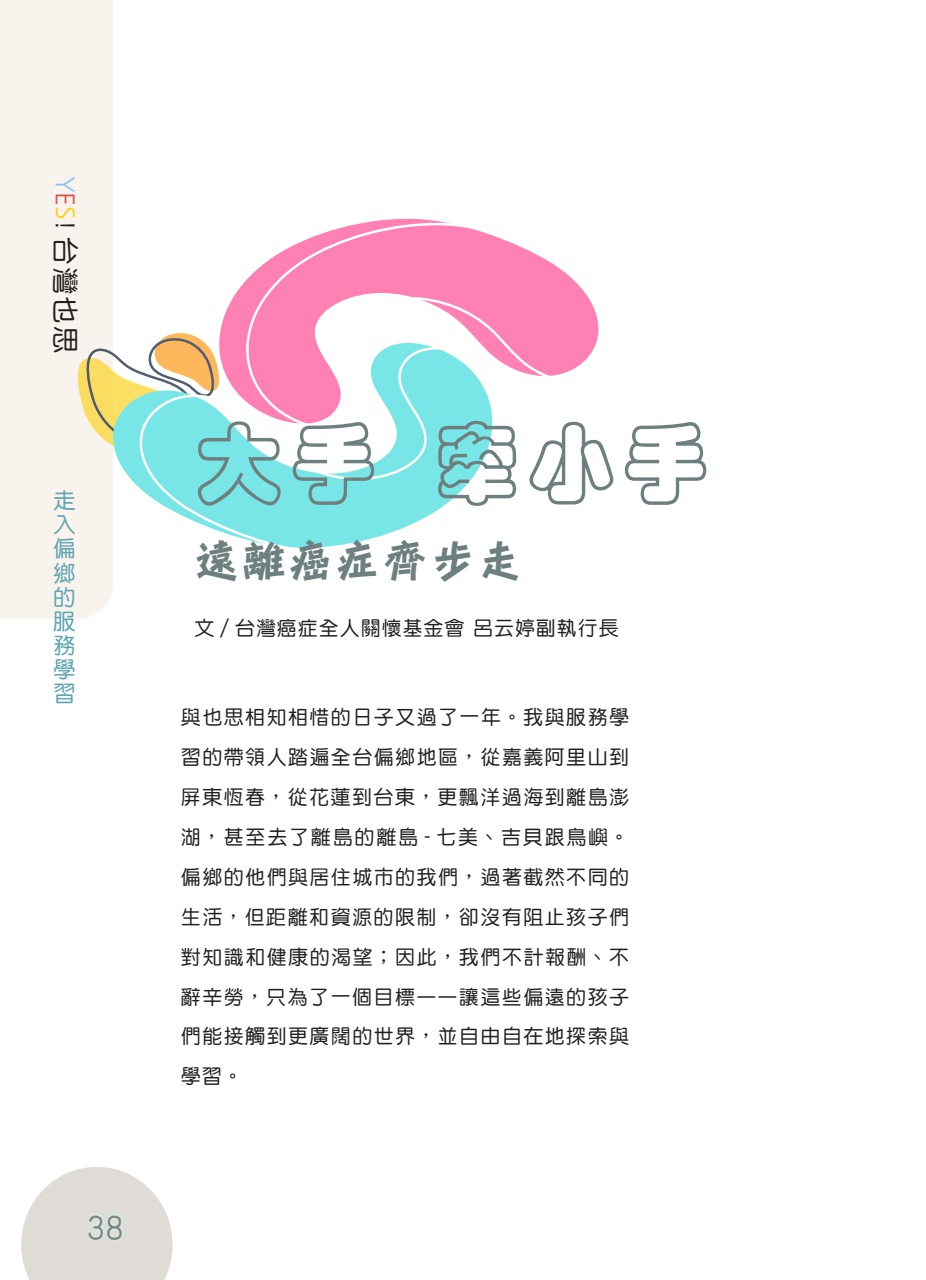 YES! 台灣也思
走入偏鄉的服務學習
大手 牽小手
遠離癌症齊步走
文 / 台灣癌症全人關懷基金會 呂云婷副執行長
與也思相知相惜的日子又過了一年。我與服務學
習的帶領人踏遍全台偏鄉地區，從嘉義阿里山到
屏東恆春，從花蓮到台東，更飄洋過海到離島澎
湖，甚至去了離島的離島 - 七美、吉貝跟鳥嶼。
偏鄉的他們與居住城市的我們，過著截然不同的
生活，但距離和資源的限制，卻沒有阻止孩子們
對知識和健康的渴望；因此，我們不計報酬、不
辭辛勞，只為了一個目標——讓這些偏遠的孩子
們能接觸到更廣闊的世界，並自由自在地探索與
學習。
38